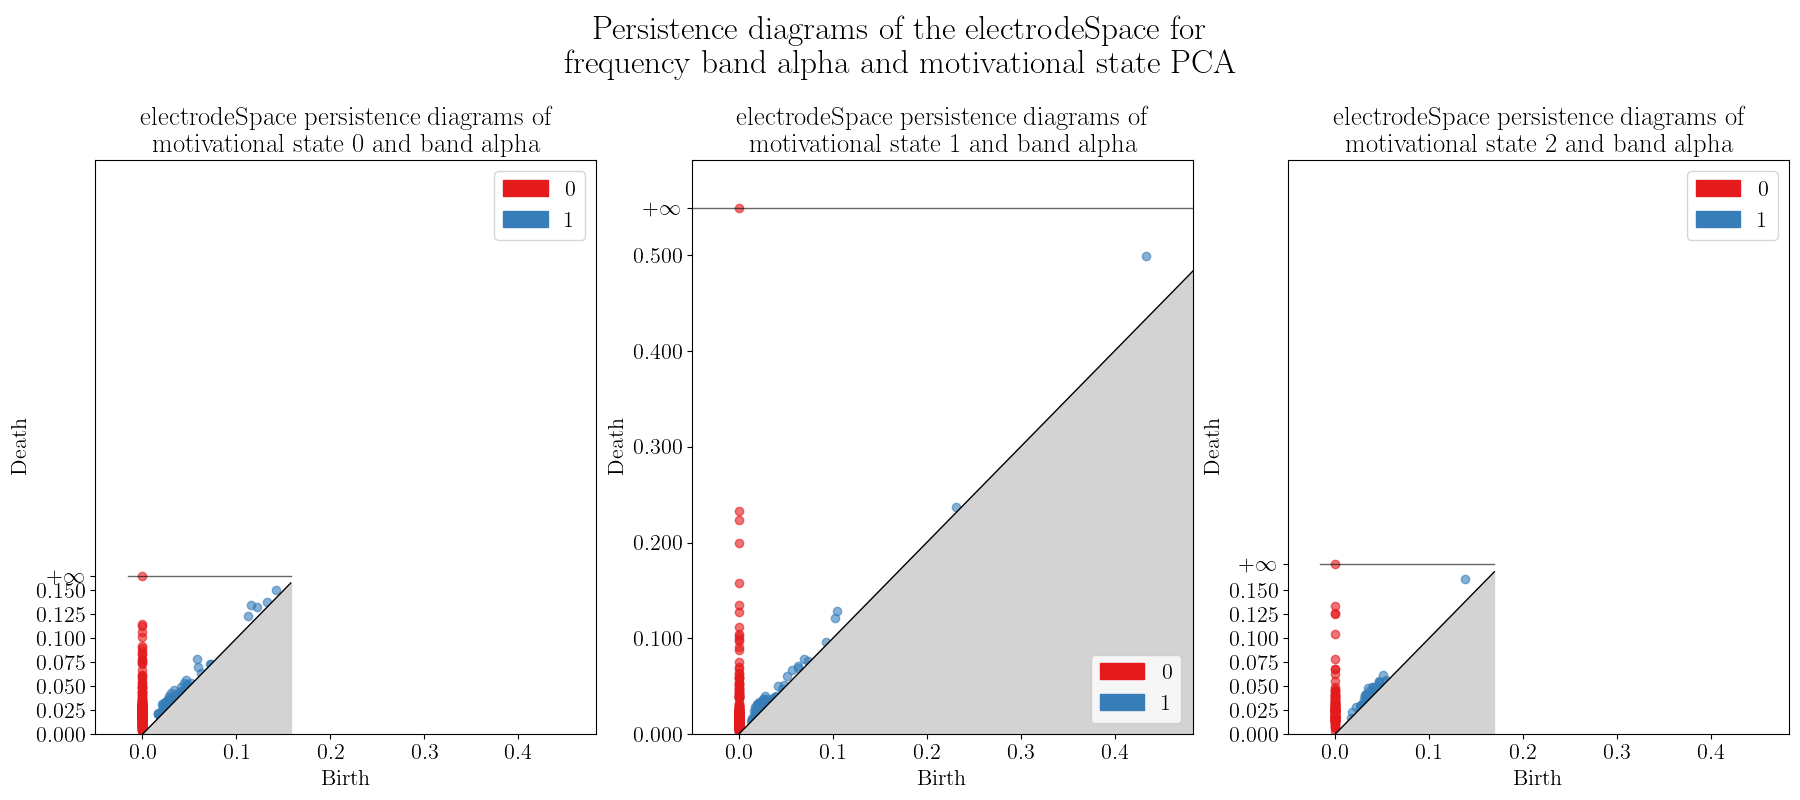 Persistence diagrams of the electrodeSpace for
frequency band alpha and motivational state PCA
electrodeSpace persistence diagrams of
motivational state 0 and band alpha
0
1
+∞
0.150
0.125
0.100
0.075
0.050
0.025
0.000
Death
0.0 0.1 0.2 0.3 0.4
Birth
electrodeSpace persistence diagrams of
motivational state 1 and band alpha
+∞
0.500
0.400
0.300
0.200
0.100
0.000
Death
0
1
0.0 0.1 0.2 0.3 0.4
Birth
electrodeSpace persistence diagrams of
motivational state 2 and band alpha
0
1
+∞
0.150
0.125
0.100
0.075
0.050
0.025
0.000
Death
0.0 0.1 0.2 0.3 0.4
Birth